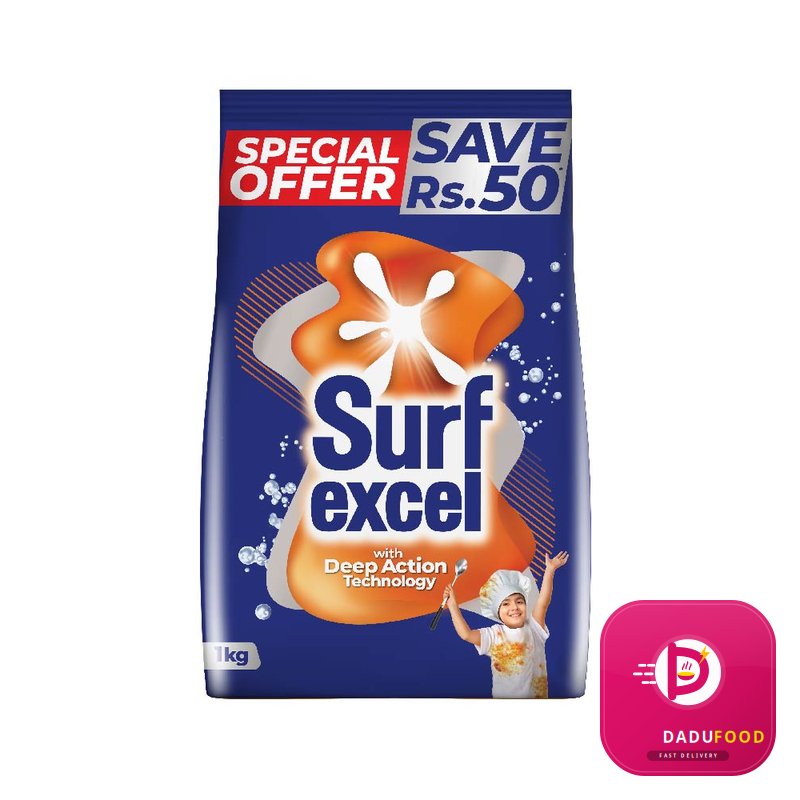 SPECIAL
OFFER
SAVE
Rs.50
Surf
excel
with
Deep Action
Technology
1kg
DADUFOOD
FAST DELIVERY